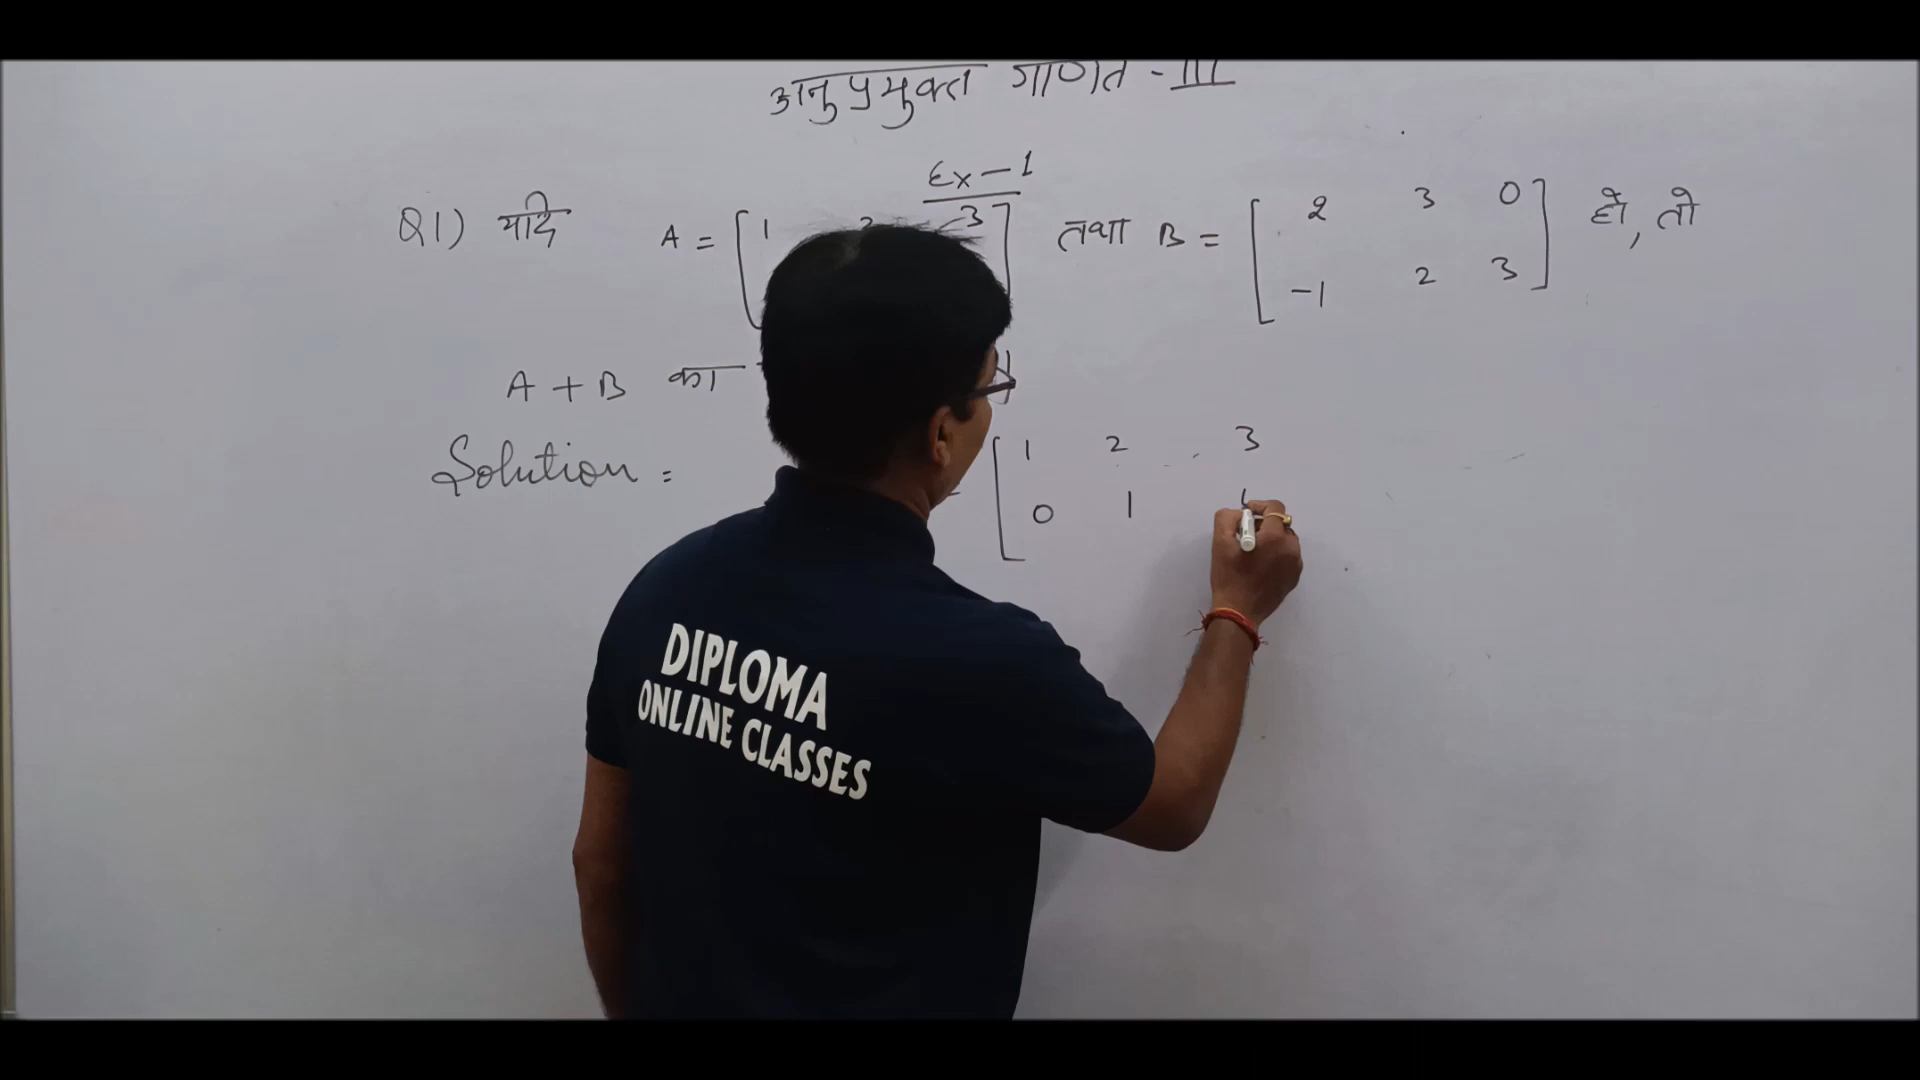 अनुप्रयुक्त गणित - III
Ex - 1
Q1) यदि A = [ 1 2 3 ] तथा B = [ 2 3 0 ] हो, तो
-1 2 3
A + B का
Solution =
[ 1 2 3
0 1
DIPLOMA
ONLINE CLASSES